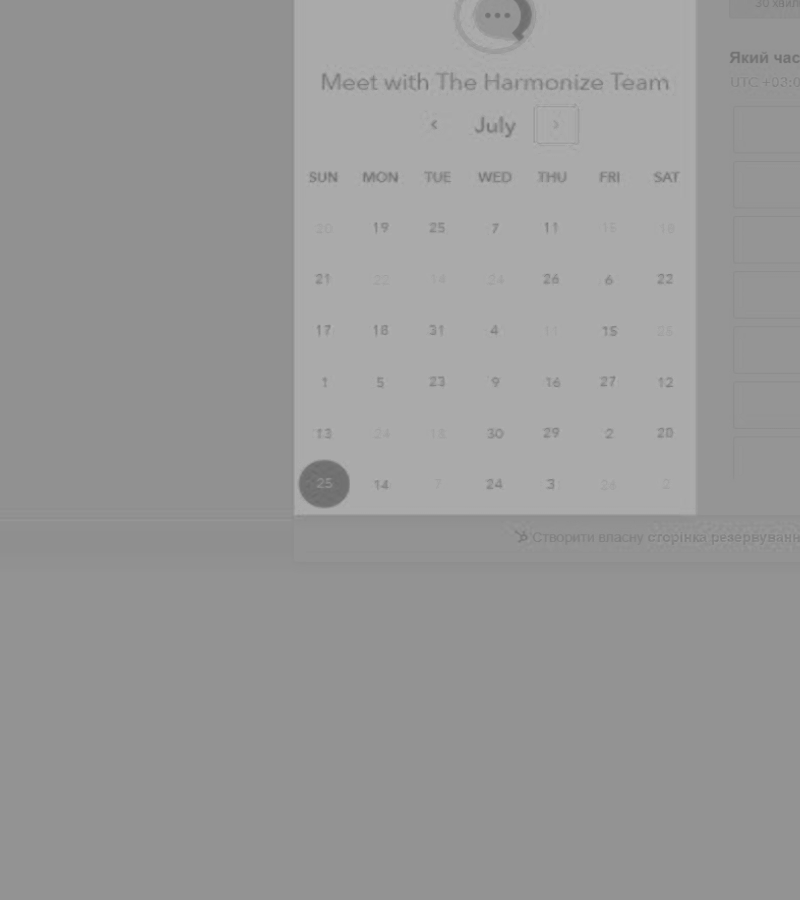 30 хвил
Meet with The Harmonize Team
Який час
UTC +03:0
‹ July ›
SUN MON TUE WED THU FRI SAT
20 19 25 7 11 15 18
21 22 14 24 26 6 22
17 18 31 4 11 15 25
1 5 23 9 16 27 12
13 24 18 30 29 2 28
25 14 7 24 3 26 2
Створити власну сторінка резервуванн